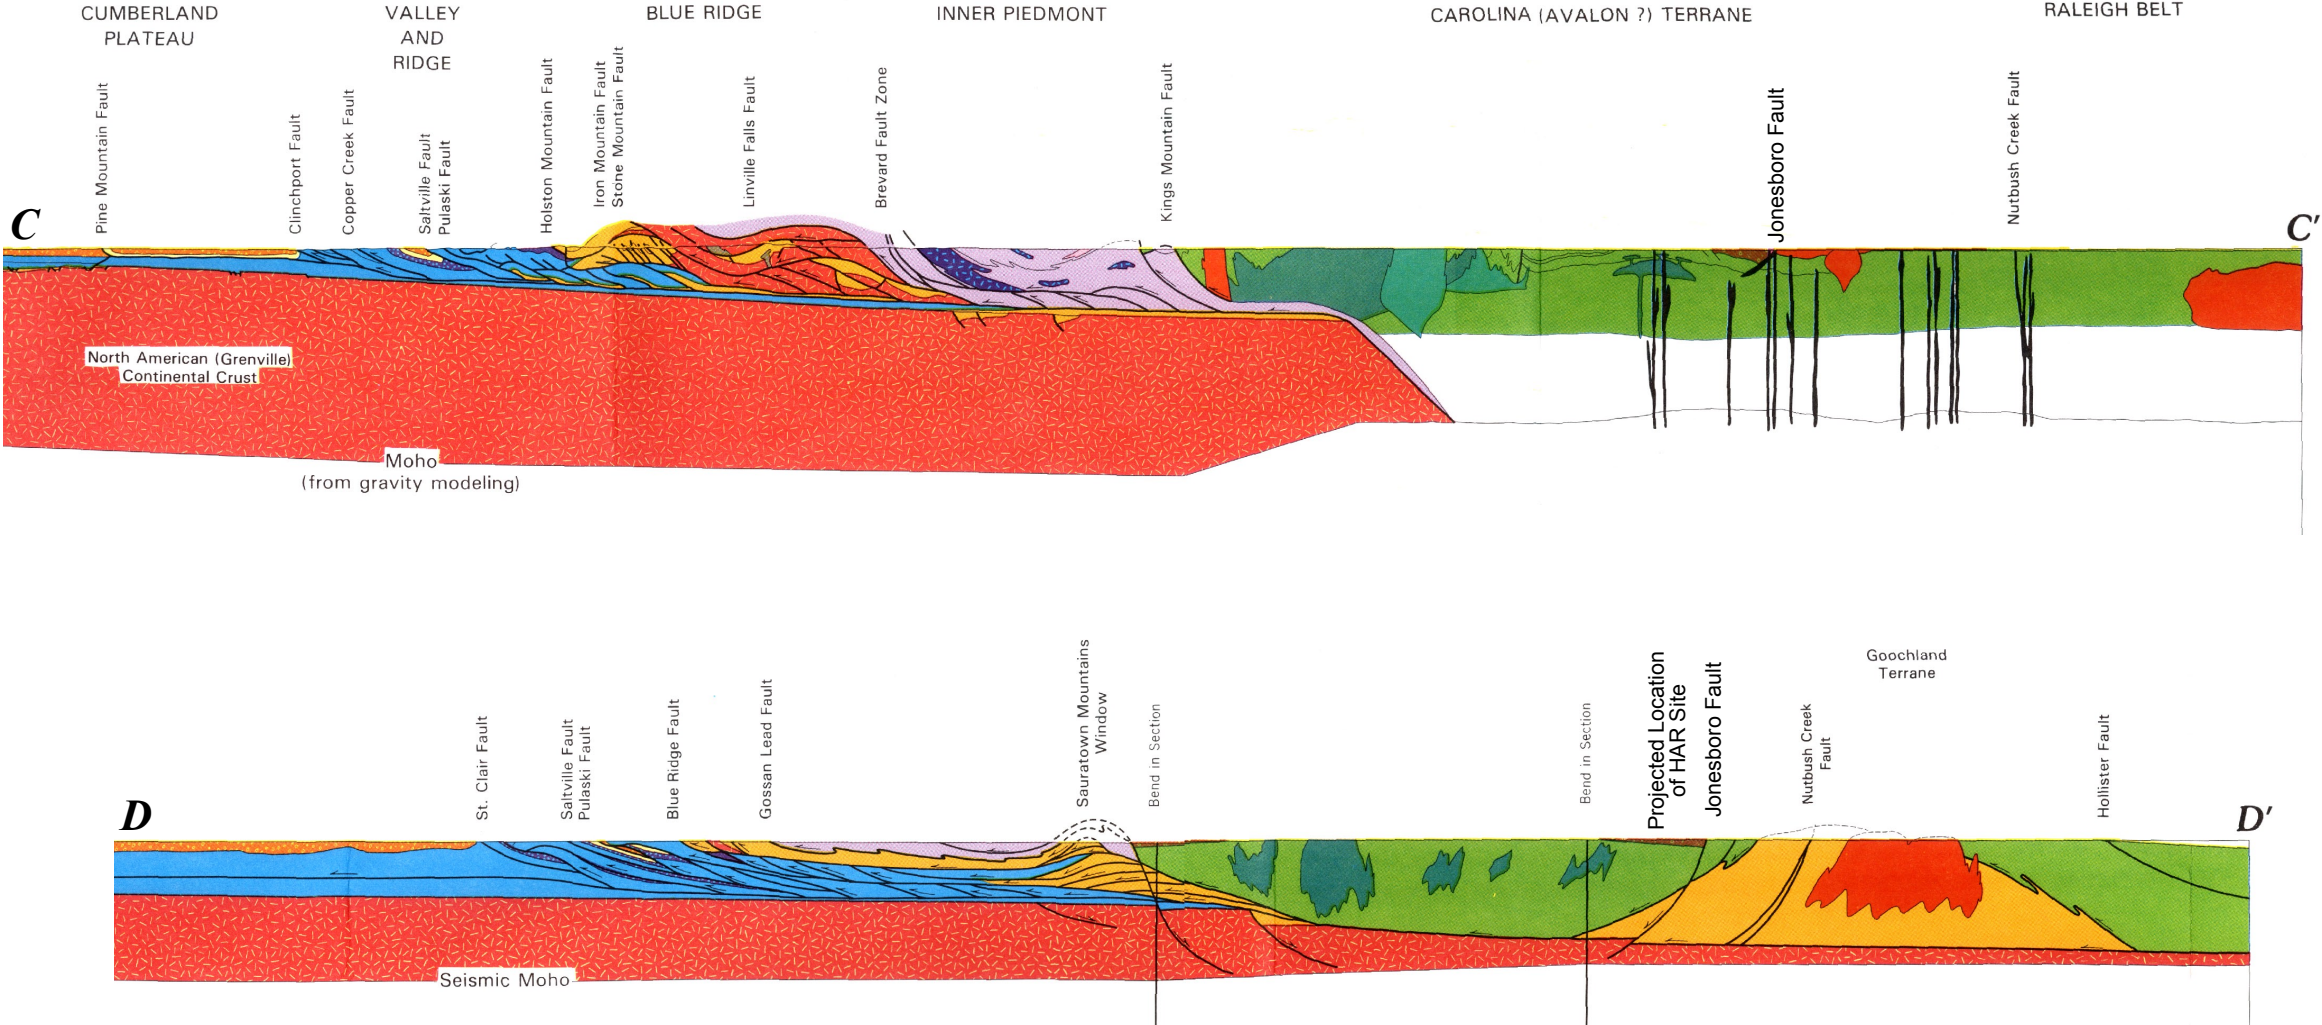 CUMBERLAND
PLATEAU
VALLEY
AND
RIDGE
BLUE RIDGE
INNER PIEDMONT
CAROLINA (AVALON ?) TERRANE
RALEIGH BELT
Pine Mountain Fault
Clinchport Fault
Copper Creek Fault
Saltville Fault
Pulaski Fault
Holston Mountain Fault
Iron Mountain Fault
Stone Mountain Fault
Linville Falls Fault
Brevard Fault Zone
Kings Mountain Fault
Jonesboro Fault
Nutbush Creek Fault
C
C'
North American (Grenville)
Continental Crust
Moho
(from gravity modeling)
St. Clair Fault
Saltville Fault
Pulaski Fault
Blue Ridge Fault
Gossan Lead Fault
Sauratown Mountains
Window
Bend in Section
Bend in Section
Projected Location
of HAR Site
Jonesboro Fault
Nutbush Creek
Fault
Goochland
Terrane
Hollister Fault
D
D'
Seismic Moho